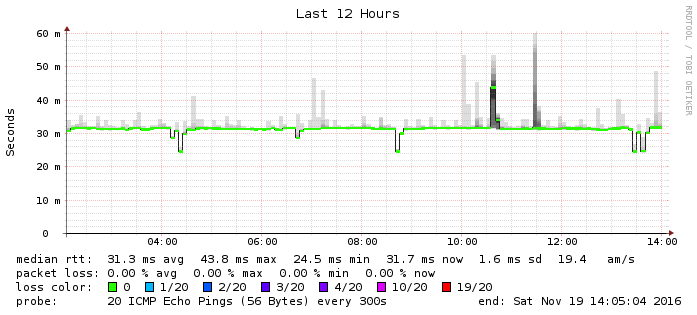 Last 12 Hours
RRDTOOL / TOBI OETIKER
Seconds
60 m
50 m
40 m
30 m
20 m
10 m
0
04:00 06:00 08:00 10:00 12:00 14:00
median rtt: 31.3 ms avg 43.8 ms max 24.5 ms min 31.7 ms now 1.6 ms sd 19.4 am/s
packet loss: 0.00 % avg 0.00 % max 0.00 % min 0.00 % now
loss color: 0 1/20 2/20 3/20 4/20 10/20 19/20
probe: 20 ICMP Echo Pings (56 Bytes) every 300s end: Sat Nov 19 14:05:04 2016